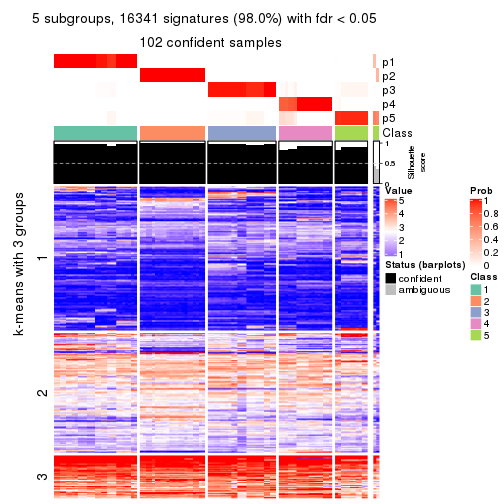 5 subgroups, 16341 signatures (98.0%) with fdr < 0.05
102 confident samples
p1
p2
p3
p4
p5
Class
1
0.5
0
Silhouette
score
k-means with 3 groups
1
2
3
Value
5
4
3
2
1
Status (barplots)
confident
ambiguous
Prob
1
0.8
0.6
0.4
0.2
0
Class
1
2
3
4
5